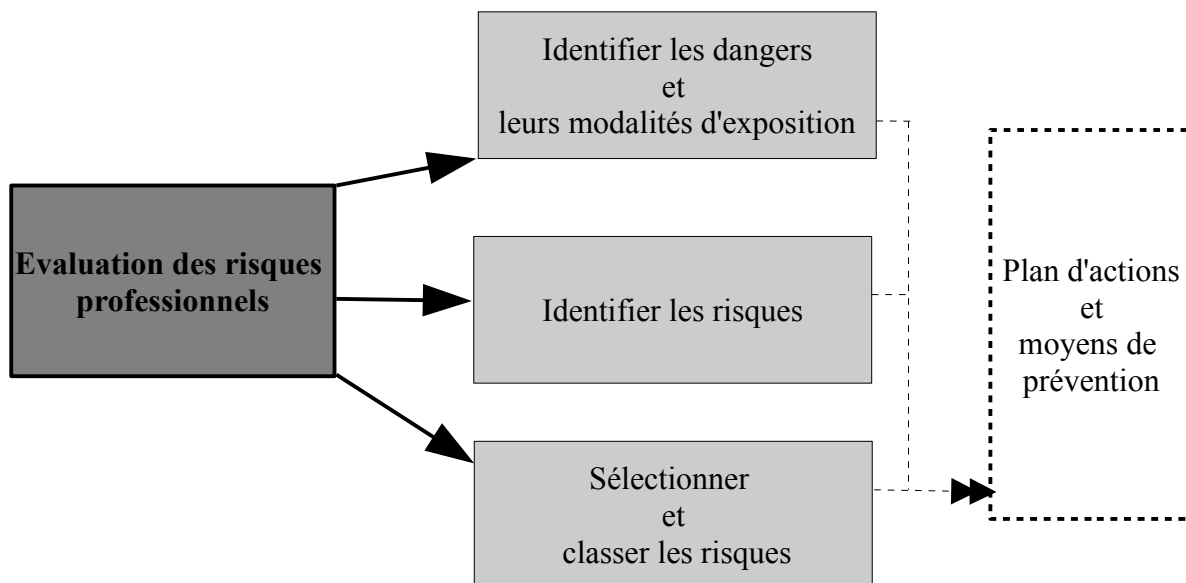 Evaluation des risques
professionnels
Identifier les dangers
et
leurs modalités d'exposition
Identifier les risques
Sélectionner
et
classer les risques
Plan d'actions
et
moyens de
prévention